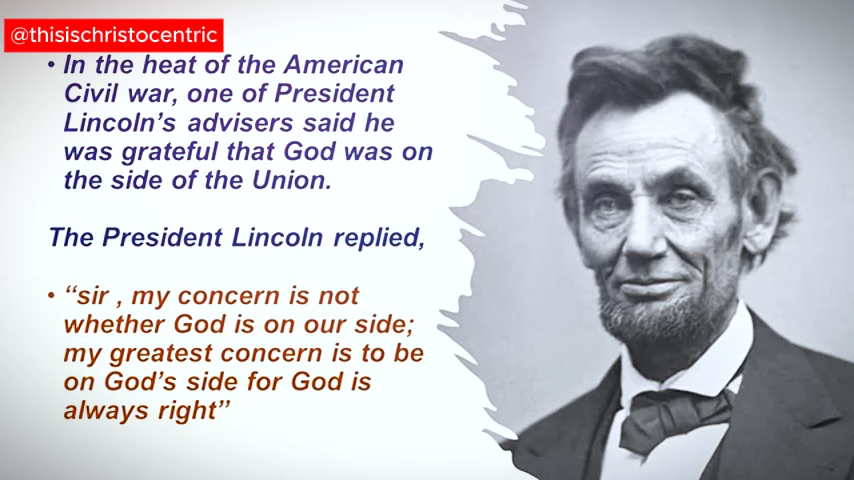 @thisischristocentric
• In the heat of the American
Civil war, one of President
Lincoln's advisers said he
was grateful that God was on
the side of the Union.
The President Lincoln replied,
• “sir , my concern is not
whether God is on our side;
my greatest concern is to be
on God's side for God is
always right”